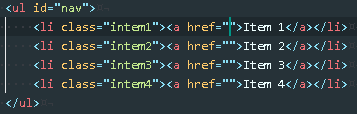 <ul id="nav">
<li class="intem1"><a href="">Item 1</a></li>
<li class="intem2"><a href="">Item 2</a></li>
<li class="intem3"><a href="">Item 3</a></li>
<li class="intem4"><a href="">Item 4</a></li>
</ul>